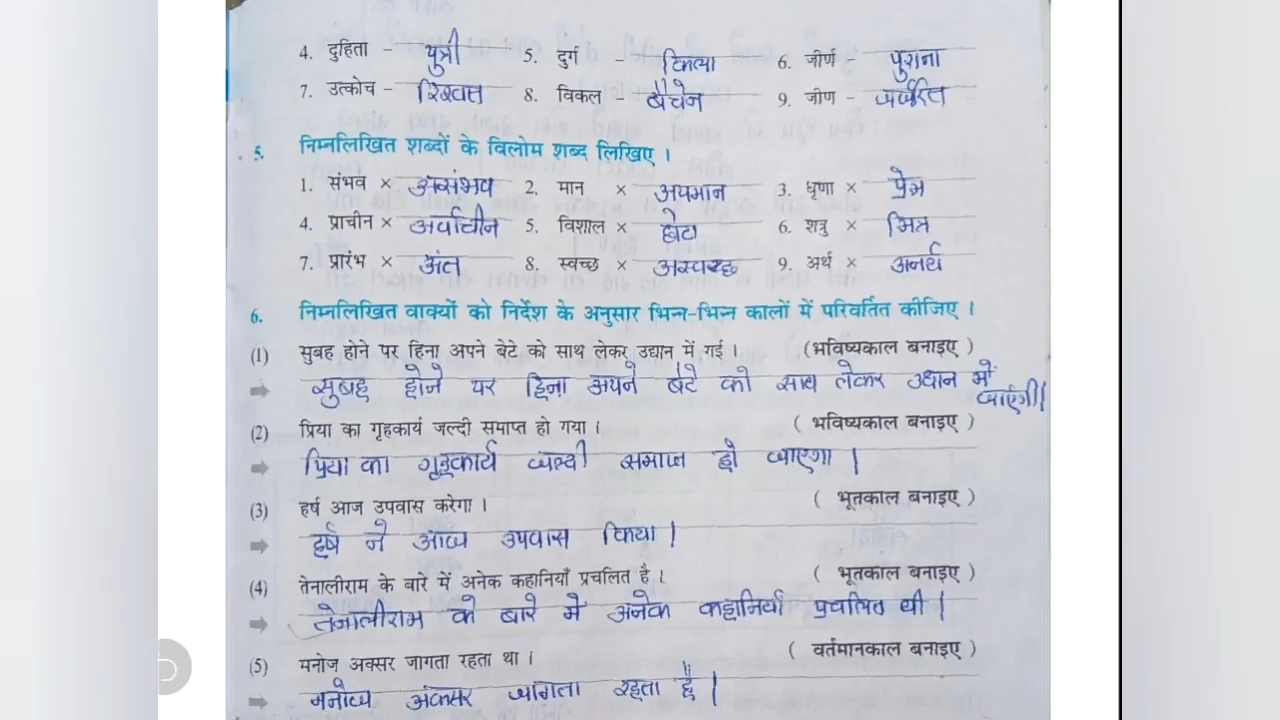 4. दुहिता - पुत्री 5. दुर्ग - किला 6. जीर्ण - पुराना
7. उत्कोच - रिश्वत 8. विकल - बैचेन 9. जीण - जर्जरित
5. निम्नलिखित शब्दों के विलोम शब्द लिखिए ।
1. संभव × असंभव 2. मान × अपमान 3. घृणा × प्रेम
4. प्राचीन × अर्वाचीन 5. विशाल × छोटा 6. शत्रु × मित्र
7. प्रारंभ × अंत 8. स्वच्छ × अस्वच्छ 9. अर्थ × अनर्थ
6. निम्नलिखित वाक्यों को निर्देश के अनुसार भिन्न-भिन्न कालों में परिवर्तित कीजिए ।
(1) सुबह होने पर हिना अपने बेटे को साथ लेकर उद्यान में गई । (भविष्यकाल बनाइए )
सुबह होने पर हिना अपने बेटे को साथ लेकर उधान में जाएंगी।
(2) प्रिया का गृहकार्य जल्दी समाप्त हो गया । ( भविष्यकाल बनाइए )
प्रिया का गृहकार्य जल्दी समाप्त हो जाएगा ।
(3) हर्ष आज उपवास करेगा । ( भूतकाल बनाइए )
हर्ष ने आज उपवास किया ।
(4) तेनालीराम के बारे में अनेक कहानियाँ प्रचलित है । ( भूतकाल बनाइए )
तेनालीराम के बारे मे अनेक कहानियाँ प्रचलित थी ।
(5) मनोज अक्सर जागता रहता था । ( वर्तमानकाल बनाइए )
मनोज अक्सर जागता रहता है ।